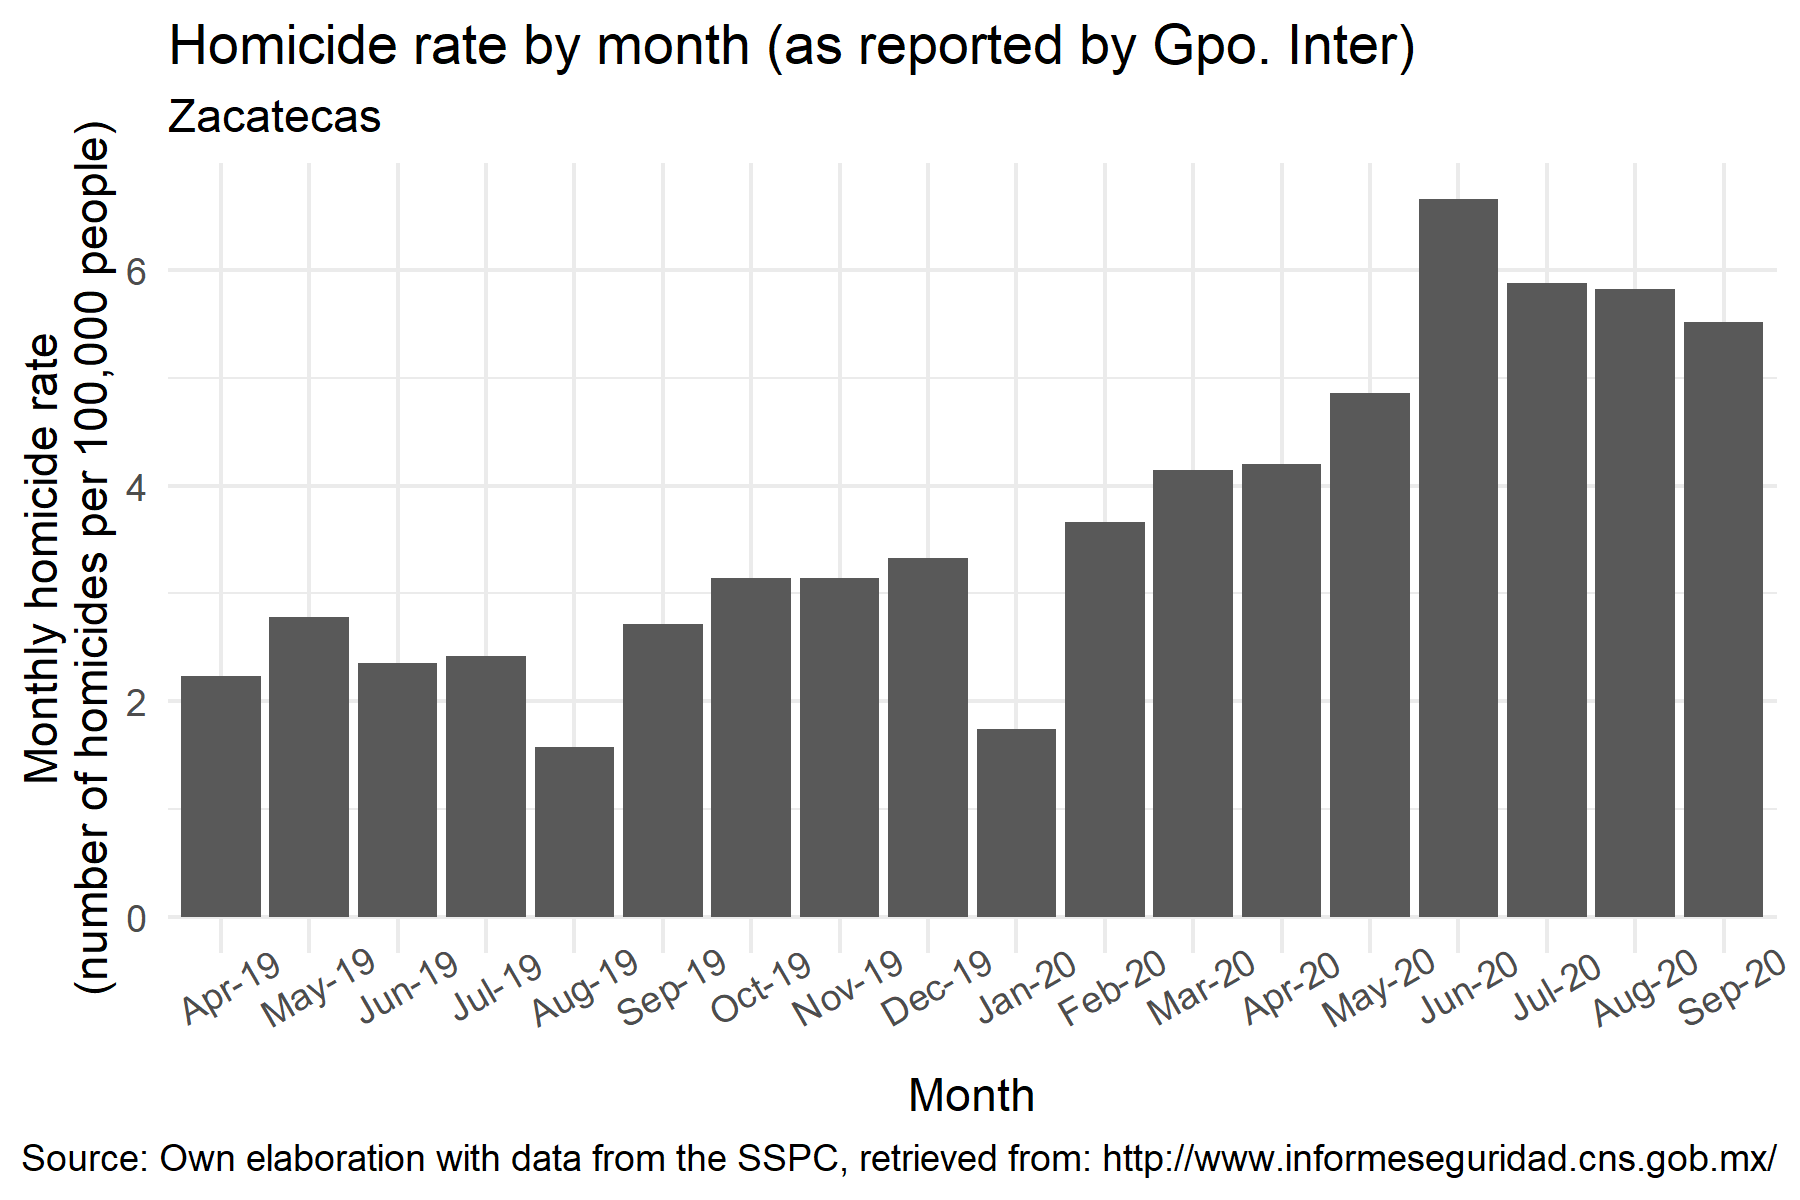 Homicide rate by month (as reported by Gpo. Inter)
Zacatecas
Monthly homicide rate
(number of homicides per 100,000 people)
6
4
2
0
Apr-19
May-19
Jun-19
Jul-19
Aug-19
Sep-19
Oct-19
Nov-19
Dec-19
Jan-20
Feb-20
Mar-20
Apr-20
May-20
Jun-20
Jul-20
Aug-20
Sep-20
Month
Source: Own elaboration with data from the SSPC, retrieved from: http://www.informeseguridad.cns.gob.mx/